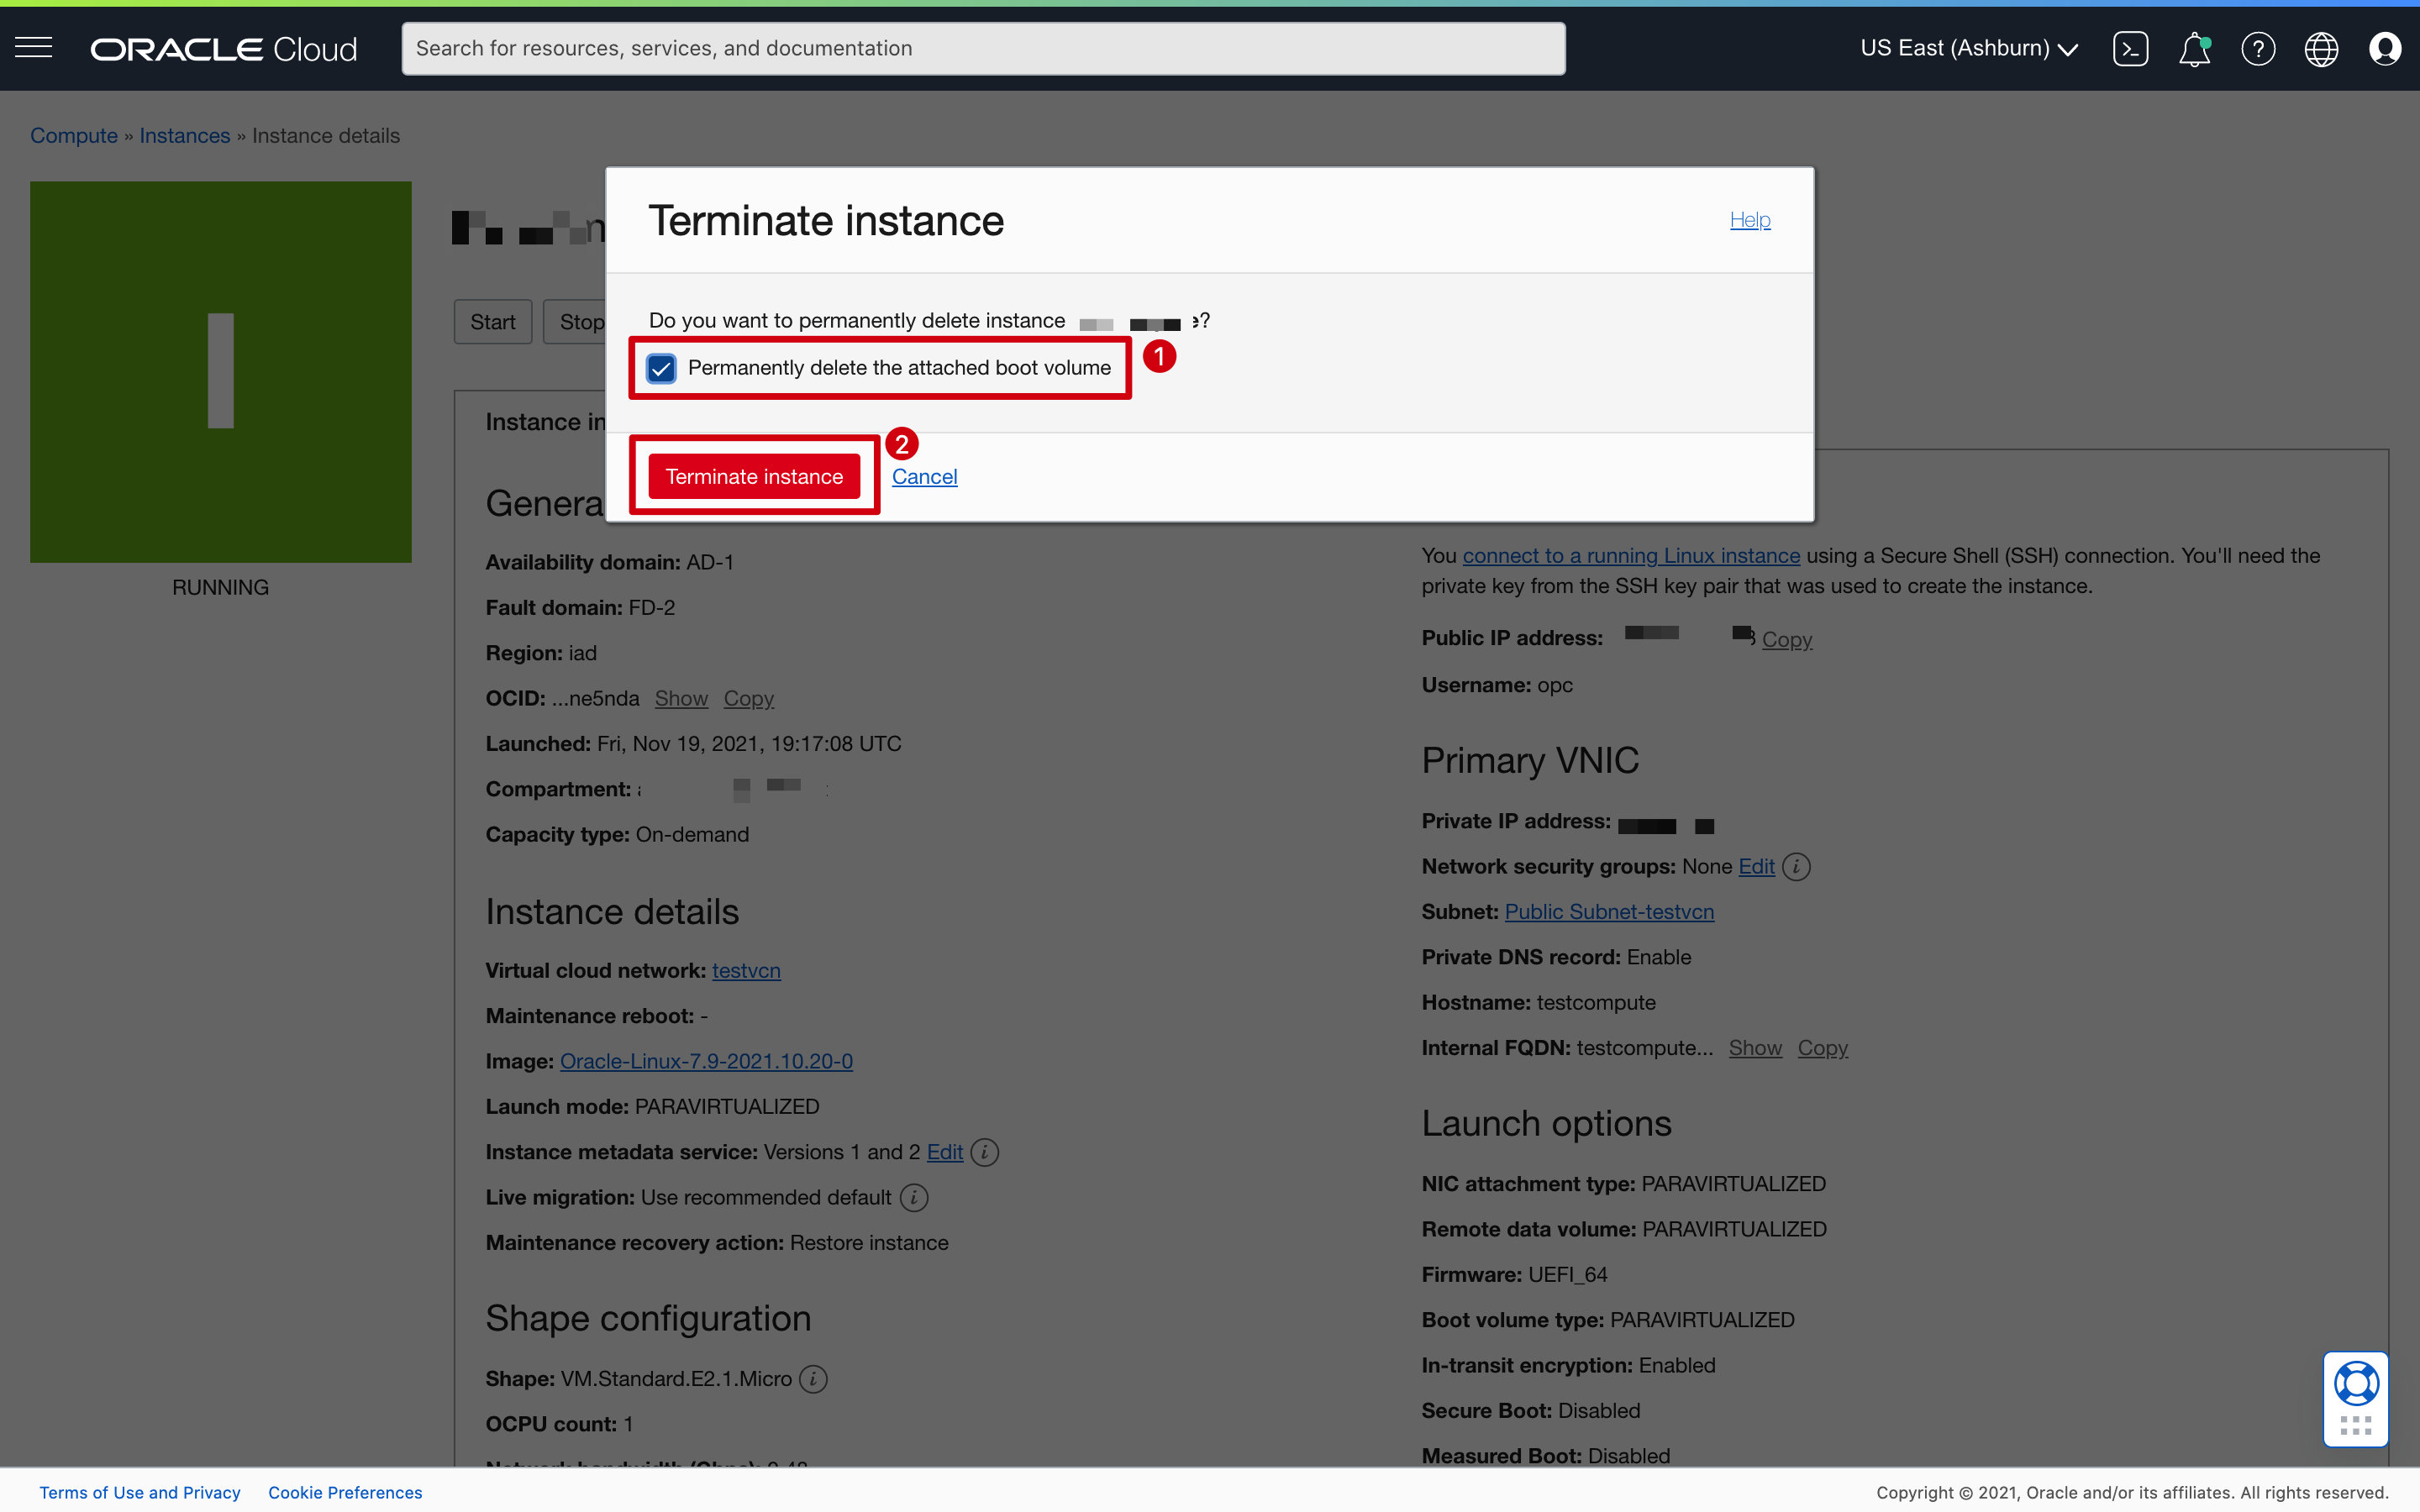 ORACLE Cloud
Search for resources, services, and documentation
US East (Ashburn)
Compute » Instances » Instance details
RUNNING
Start
Stop
Terminate instance
Help
Do you want to permanently delete instance
?
Permanently delete the attached boot volume
1
2
Terminate instance
Cancel
Instance
Availability domain: AD-1
Fault domain: FD-2
Region: iad
OCID: ...ne5nda Show Copy
Launched: Fri, Nov 19, 2021, 19:17:08 UTC
Compartment:
Capacity type: On-demand
Instance details
Virtual cloud network: testvcn
Maintenance reboot: -
Image: Oracle-Linux-7.9-2021.10.20-0
Launch mode: PARAVIRTUALIZED
Instance metadata service: Versions 1 and 2 Edit
Live migration: Use recommended default
Maintenance recovery action: Restore instance
Shape configuration
Shape: VM.Standard.E2.1.Micro
OCPU count: 1
You connect to a running Linux instance using a Secure Shell (SSH) connection. You'll need the
private key from the SSH key pair that was used to create the instance.
Public IP address: Copy
Username: opc
Primary VNIC
Private IP address:
Network security groups: None Edit
Subnet: Public Subnet-testvcn
Private DNS record: Enable
Hostname: testcompute
Internal FQDN: testcompute... Show Copy
Launch options
NIC attachment type: PARAVIRTUALIZED
Remote data volume: PARAVIRTUALIZED
Firmware: UEFI_64
Boot volume type: PARAVIRTUALIZED
In-transit encryption: Enabled
Secure Boot: Disabled
Measured Boot: Disabled
Terms of Use and Privacy
Cookie Preferences
Copyright © 2021, Oracle and/or its affiliates. All rights reserved.